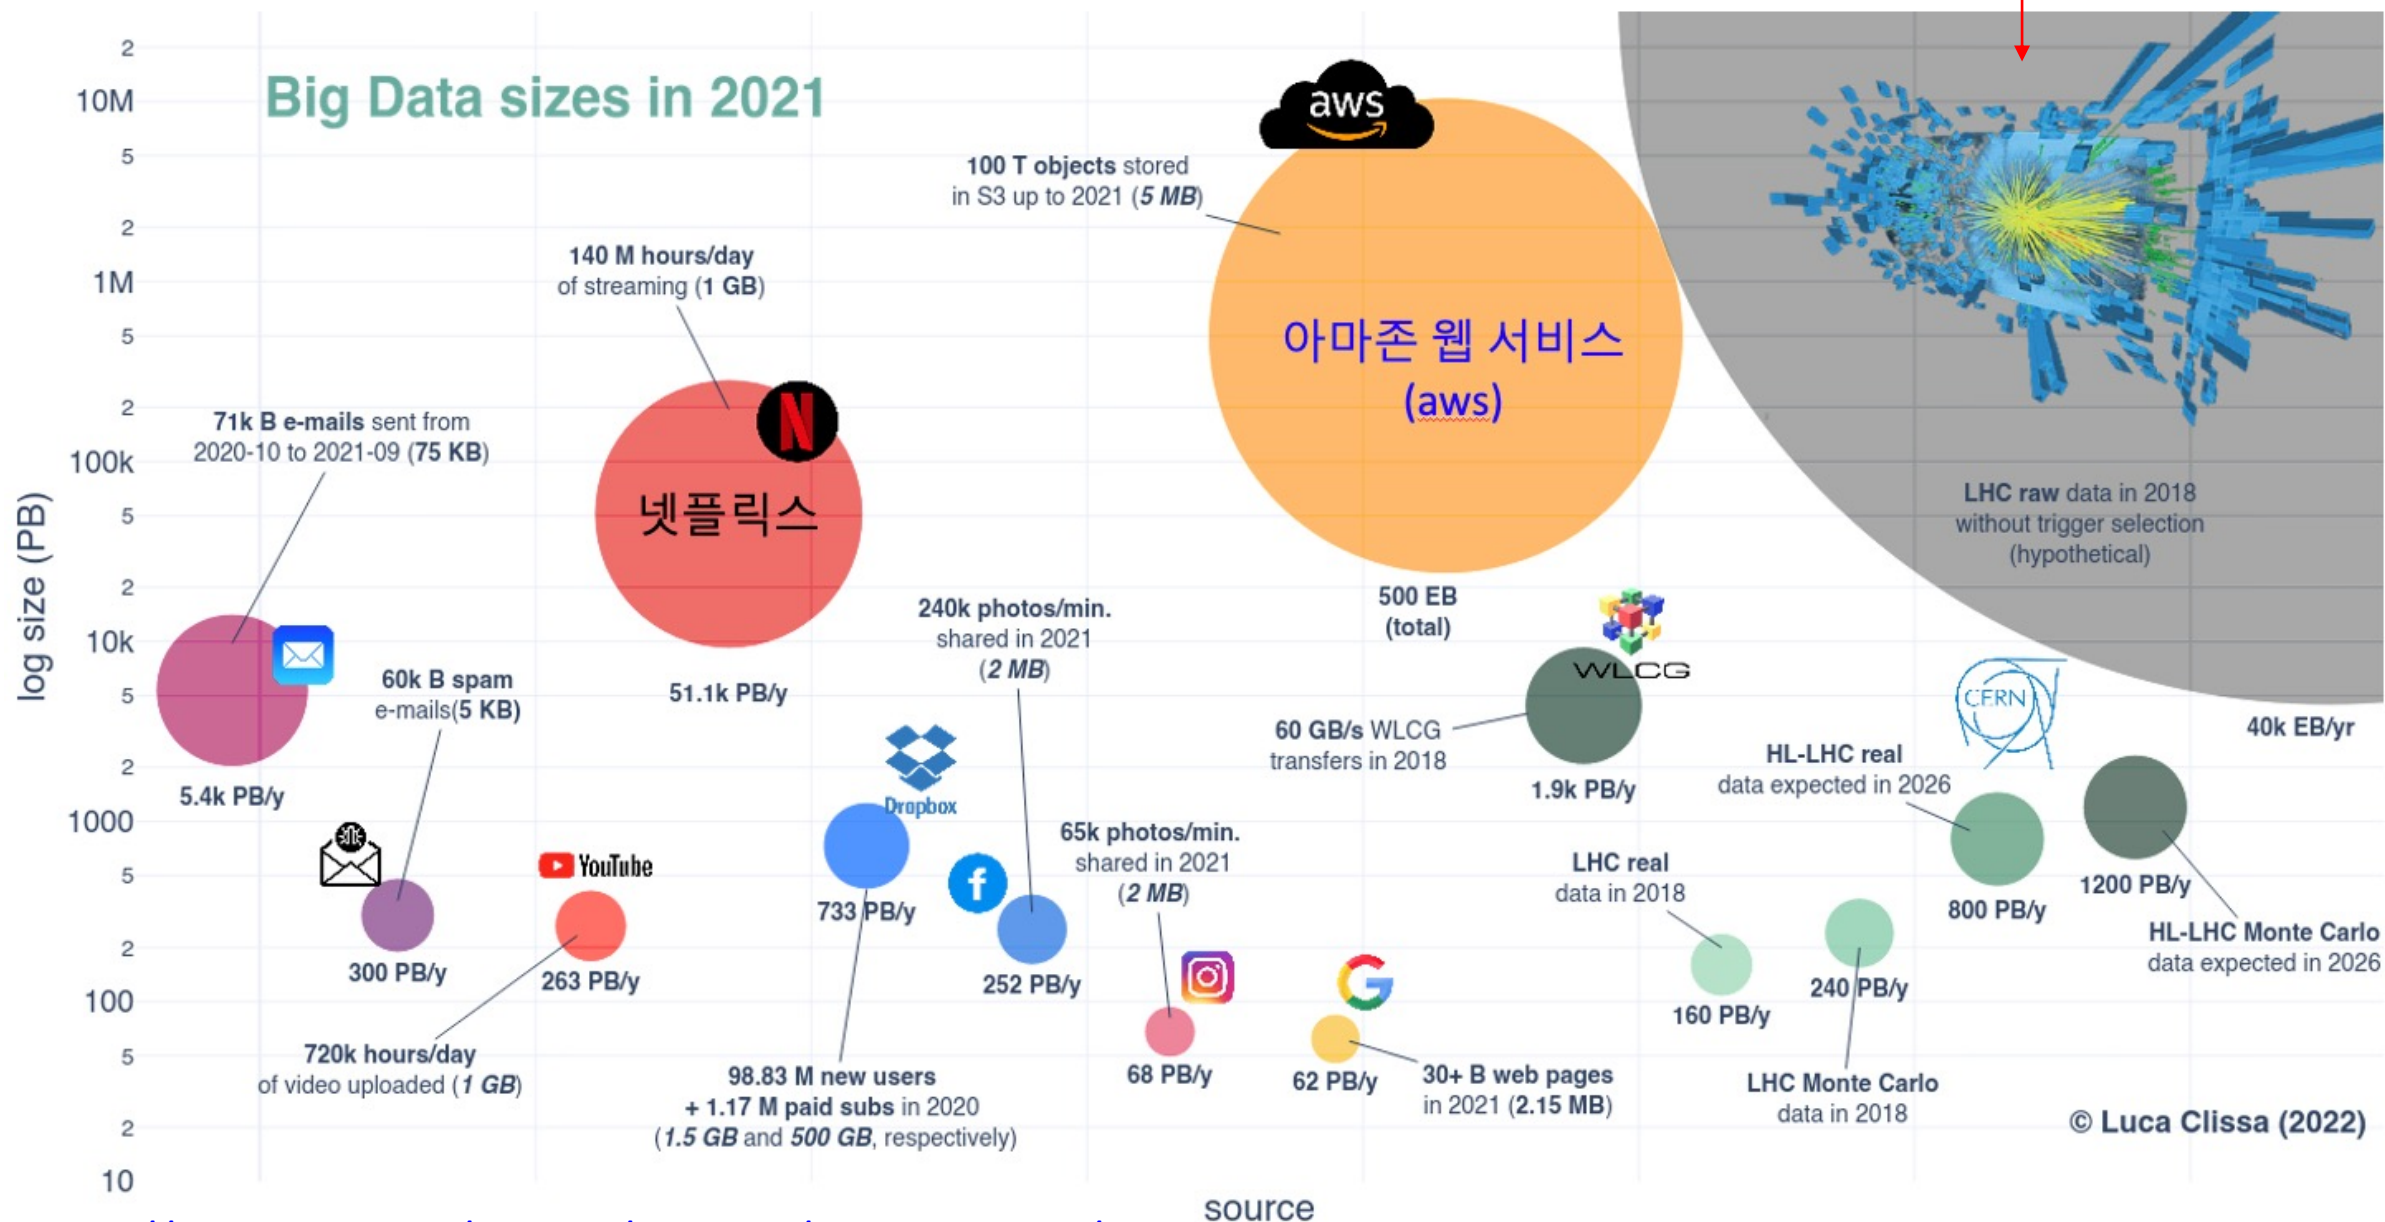 Big Data sizes in 2021
log size (PB)
2
10M
5
2
1M
5
2
100k
5
2
10k
5
2
1000
5
2
100
5
2
10
source
71k B e-mails sent from
2020-10 to 2021-09 (75 KB)
5.4k PB/y
60k B spam
e-mails(5 KB)
300 PB/y
140 M hours/day
of streaming (1 GB)
N
넷플릭스
51.1k PB/y
YouTube
263 PB/y
720k hours/day
of video uploaded (1 GB)
Dropbox
733 PB/y
98.83 M new users
+ 1.17 M paid subs in 2020
(1.5 GB and 500 GB, respectively)
240k photos/min.
shared in 2021
(2 MB)
f
252 PB/y
65k photos/min.
shared in 2021
(2 MB)
68 PB/y
G
62 PB/y
30+ B web pages
in 2021 (2.15 MB)
aws
100 T objects stored
in S3 up to 2021 (5 MB)
아마존 웹 서비스
(aws)
500 EB
(total)
WLCG
60 GB/s WLCG
transfers in 2018
1.9k PB/y
LHC real
data in 2018
160 PB/y
240 PB/y
LHC Monte Carlo
data in 2018
CERN
HL-LHC real
data expected in 2026
800 PB/y
1200 PB/y
HL-LHC Monte Carlo
data expected in 2026
LHC raw data in 2018
without trigger selection
(hypothetical)
40k EB/yr
© Luca Clissa (2022)